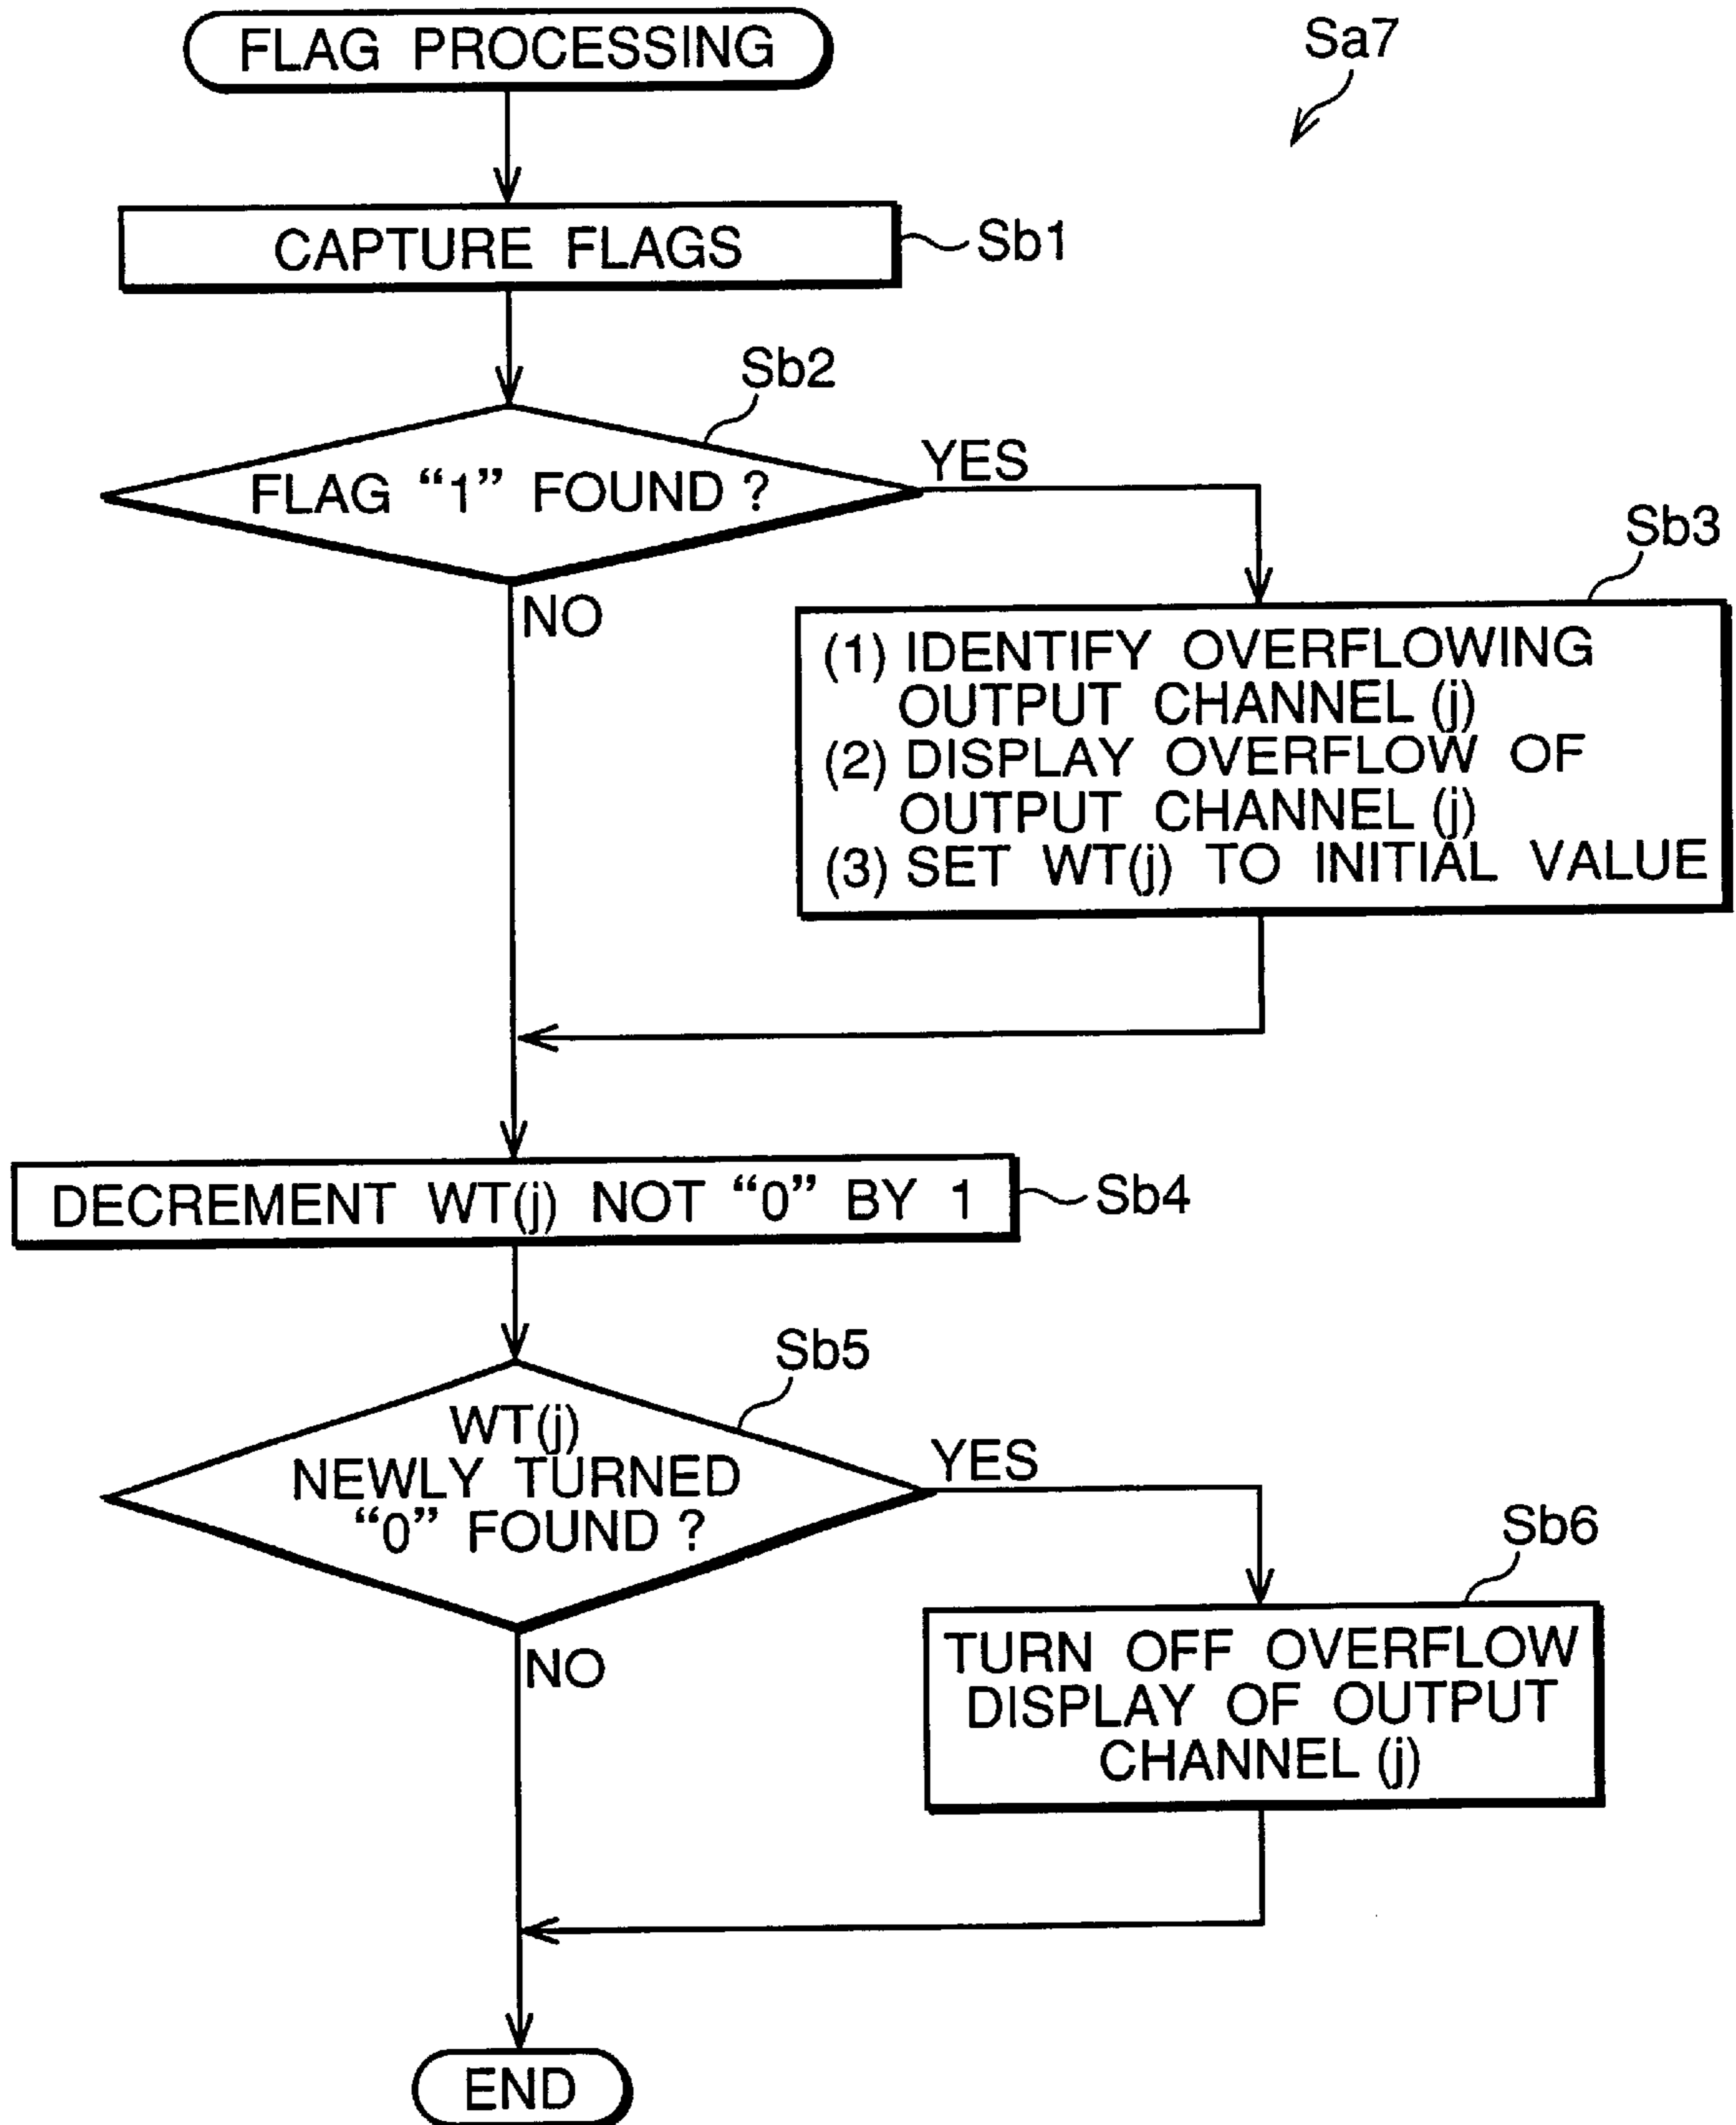 FLAG PROCESSING
Sa7
CAPTURE FLAGS
Sb1
Sb2
FLAG “1” FOUND ?
YES
NO
Sb3
(1) IDENTIFY OVERFLOWING
OUTPUT CHANNEL (j)
(2) DISPLAY OVERFLOW OF
OUTPUT CHANNEL (j)
(3) SET WT(j) TO INITIAL VALUE
DECREMENT WT(j) NOT “0” BY 1
Sb4
Sb5
WT(j)
NEWLY TURNED
“0” FOUND ?
YES
NO
Sb6
TURN OFF OVERFLOW
DISPLAY OF OUTPUT
CHANNEL (j)
END